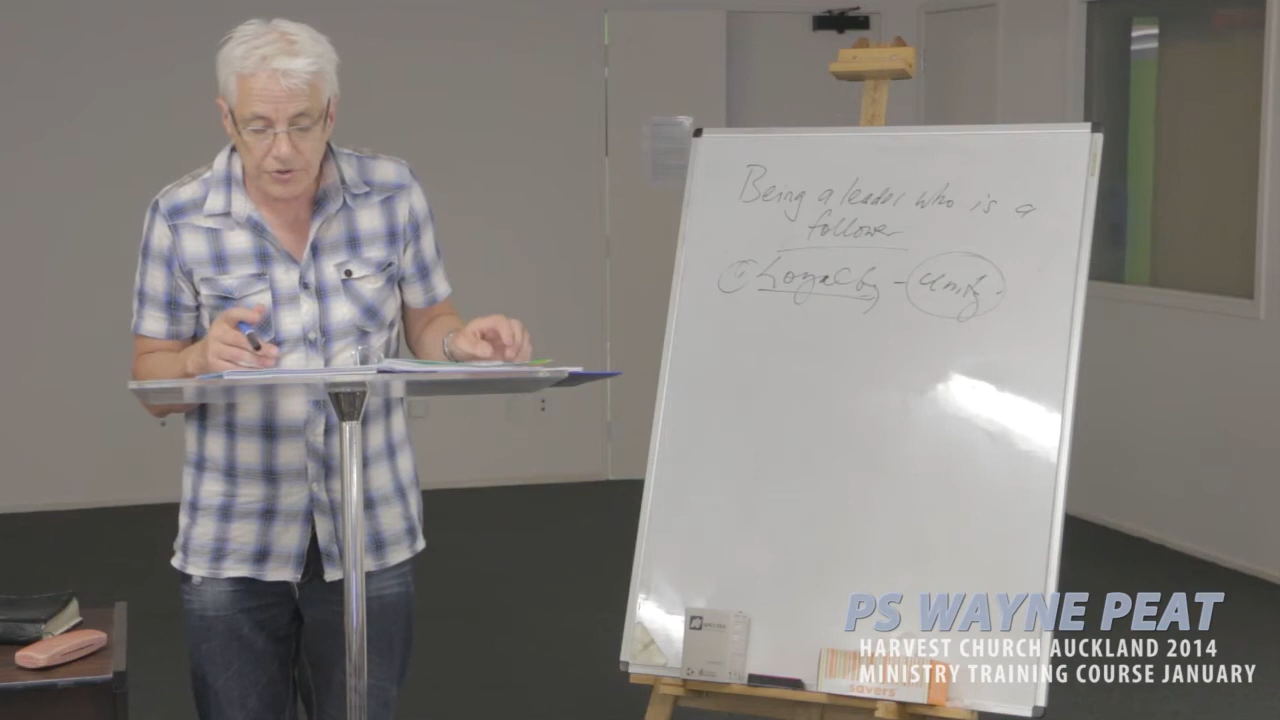 Being a leader who is a
follower
① Loyalty - Unity
savers
PS WAYNE PEAT
HARVEST CHURCH AUCKLAND 2014
MINISTRY TRAINING COURSE JANUARY